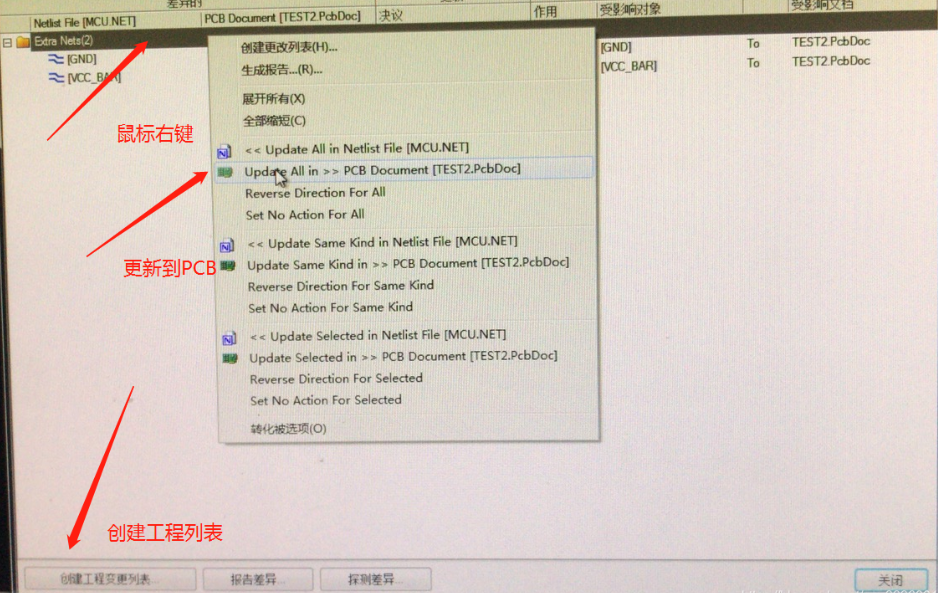 差异的
受影响对象
受影响文档
Netlist File [MCU.NET]
PCB Document [TEST2.PcbDoc]
决议
作用
Extra Nets(2)
[GND]
[VCC_BAR]
[GND]
To
TEST2.PcbDoc
[VCC_BAR]
To
TEST2.PcbDoc
创建更改列表(H)...
生成报告...(R)...
展开所有(X)
全部缩短(C)
<< Update All in Netlist File [MCU.NET]
Update All in >> PCB Document [TEST2.PcbDoc]
Reverse Direction For All
Set No Action For All
<< Update Same Kind in Netlist File [MCU.NET]
Update Same Kind in >> PCB Document [TEST2.PcbDoc]
Reverse Direction For Same Kind
Set No Action For Same Kind
<< Update Selected in Netlist File [MCU.NET]
Update Selected in >> PCB Document [TEST2.PcbDoc]
Reverse Direction For Selected
Set No Action For Selected
转化被选项(O)
鼠标右键
更新到PCB
创建工程列表
创建工程变更列表...
报告差异...
探测差异...
关闭